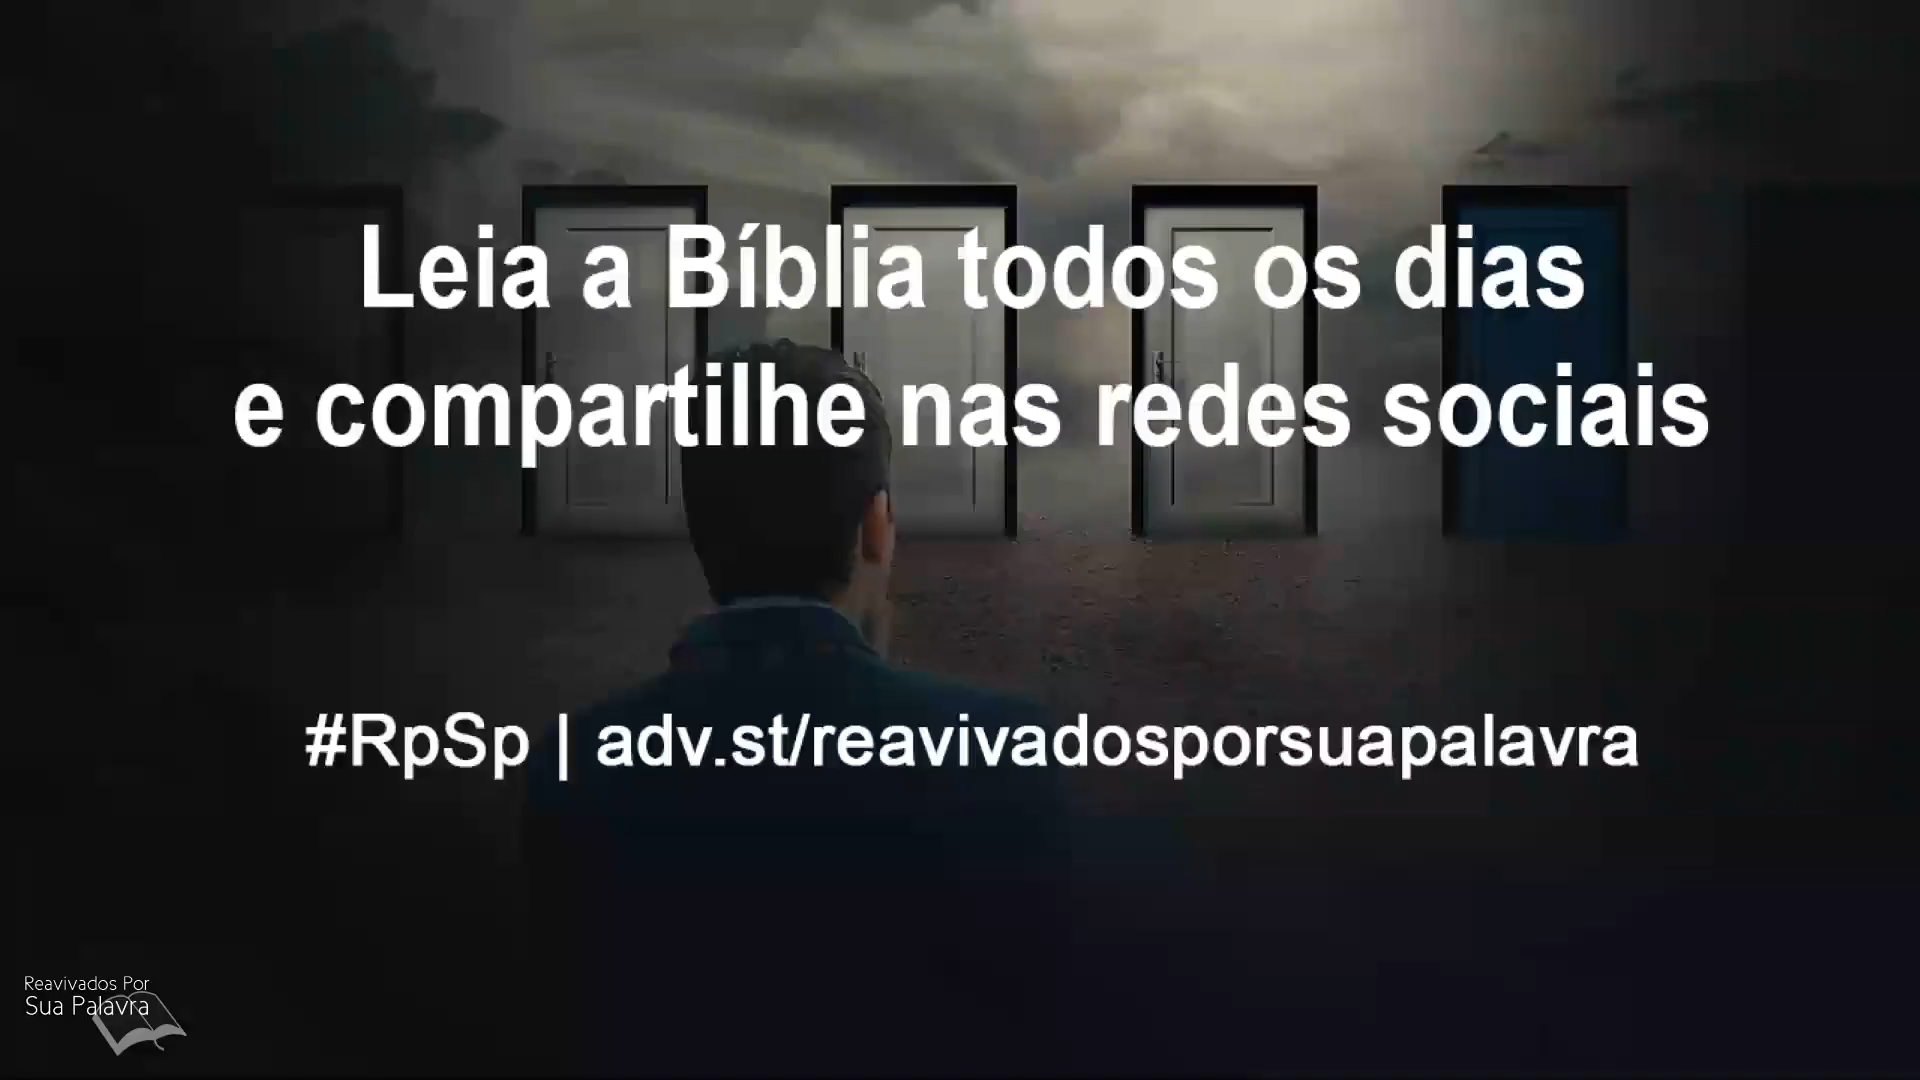 Leia a Bíblia todos os dias
e compartilhe nas redes sociais
#RpSp | adv.st/reavivadosporsuapalavra
Reavivados Por
Sua Palavra